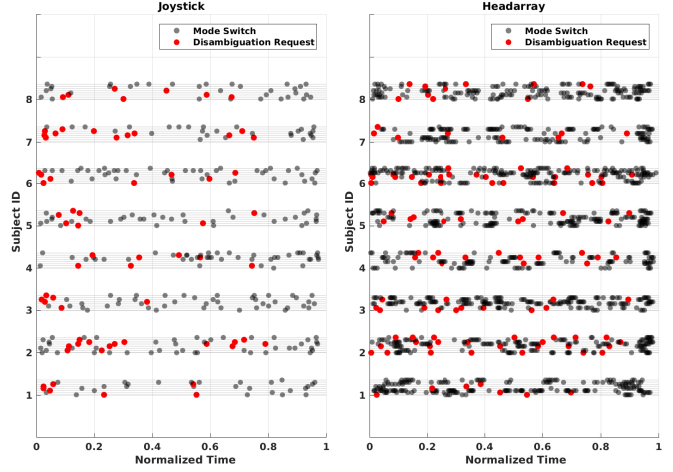 Joystick
Mode Switch
Disambiguation Request
Subject ID
8
7
6
5
4
3
2
1
0
0.2
0.4
0.6
0.8
1
Normalized Time
Headarray
Mode Switch
Disambiguation Request
Subject ID
8
7
6
5
4
3
2
1
0
0.2
0.4
0.6
0.8
1
Normalized Time